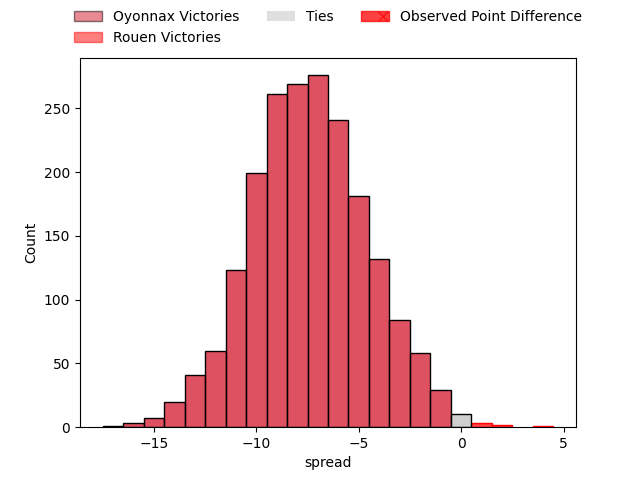 Oyonnax Victories
Ties
Observed Point Difference
Rouen Victories
250
200
150
100
50
0
Count
−15
−10
−5
0
5
spread